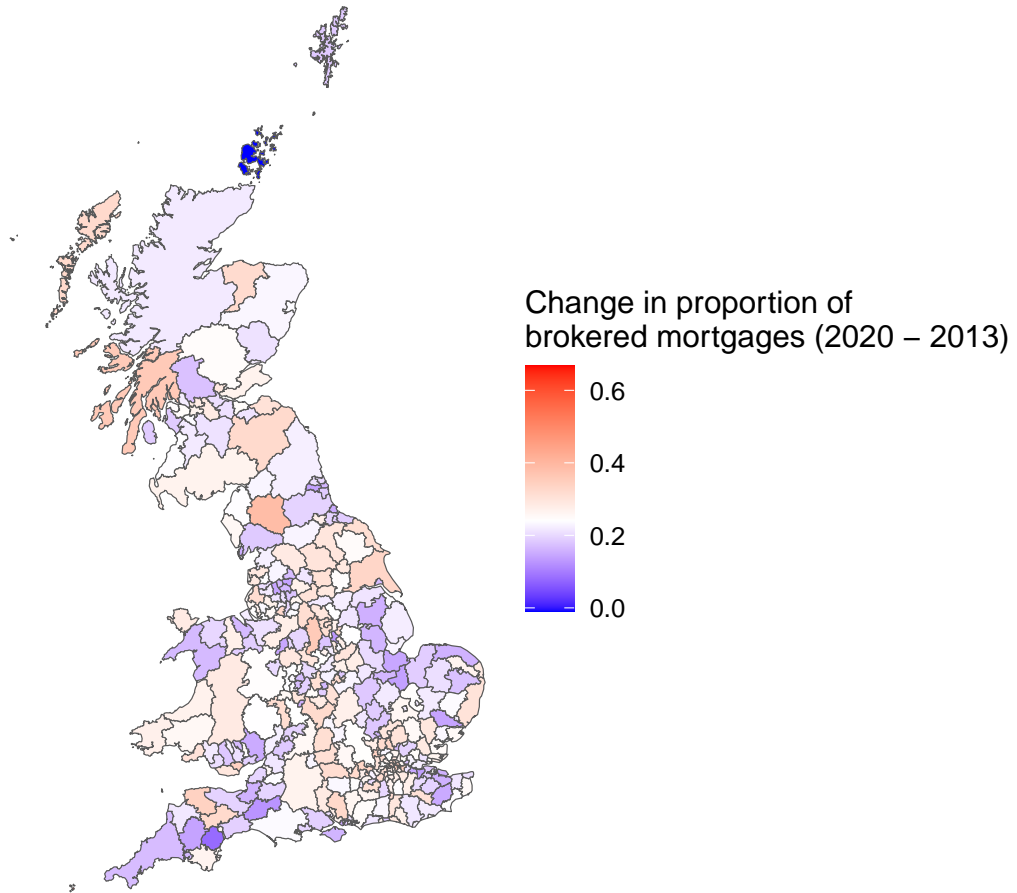 Change in proportion of
brokered mortgages (2020 – 2013)
0.6
0.4
0.2
0.0